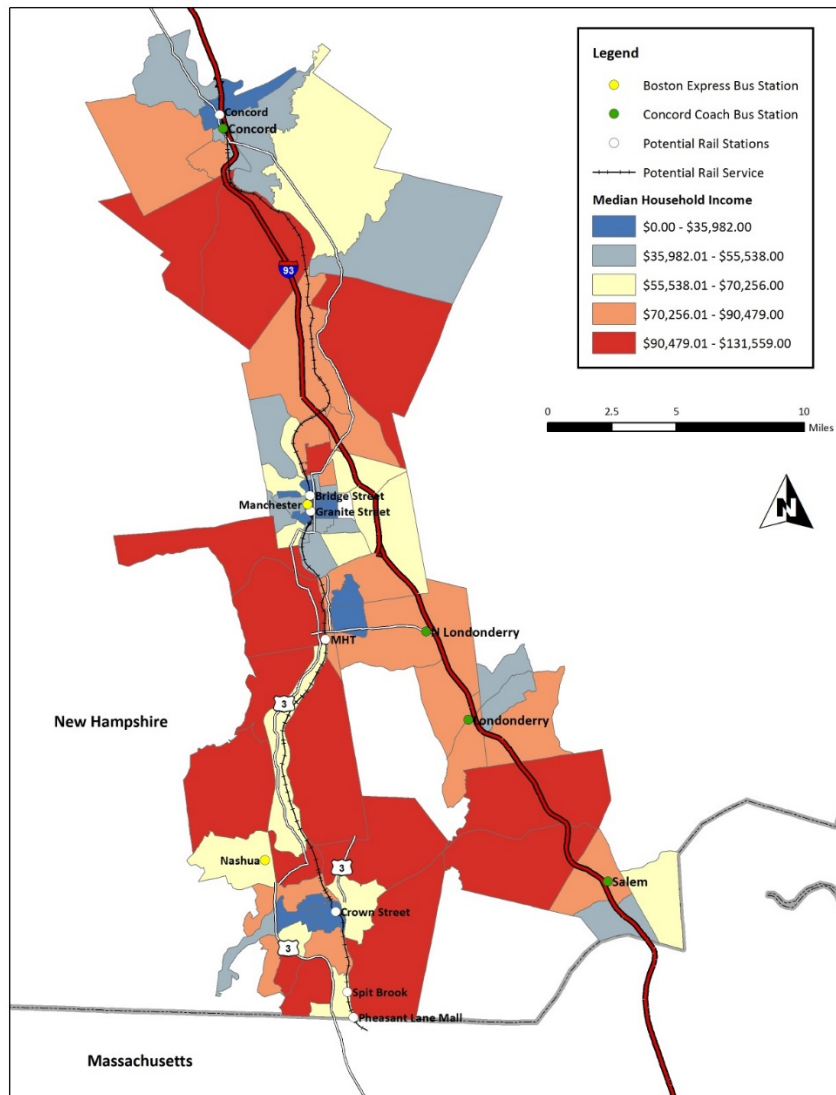 Legend
Boston Express Bus Station
Concord Coach Bus Station
Potential Rail Stations
Potential Rail Service
Median Household Income
$0.00 - $35,982.00
$35,982.01 - $55,538.00
$55,538.01 - $70,256.00
$70,256.01 - $90,479.00
$90,479.01 - $131,559.00
0 2.5 5 10
Miles
N
Concord
Concord
93
Bridge Street
Manchester
Granite Street
N Londonderry
MHT
3
Londonderry
New Hampshire
Nashua
3
Salem
Crown Street
3
Spit Brook
Pheasant Lane Mall
Massachusetts